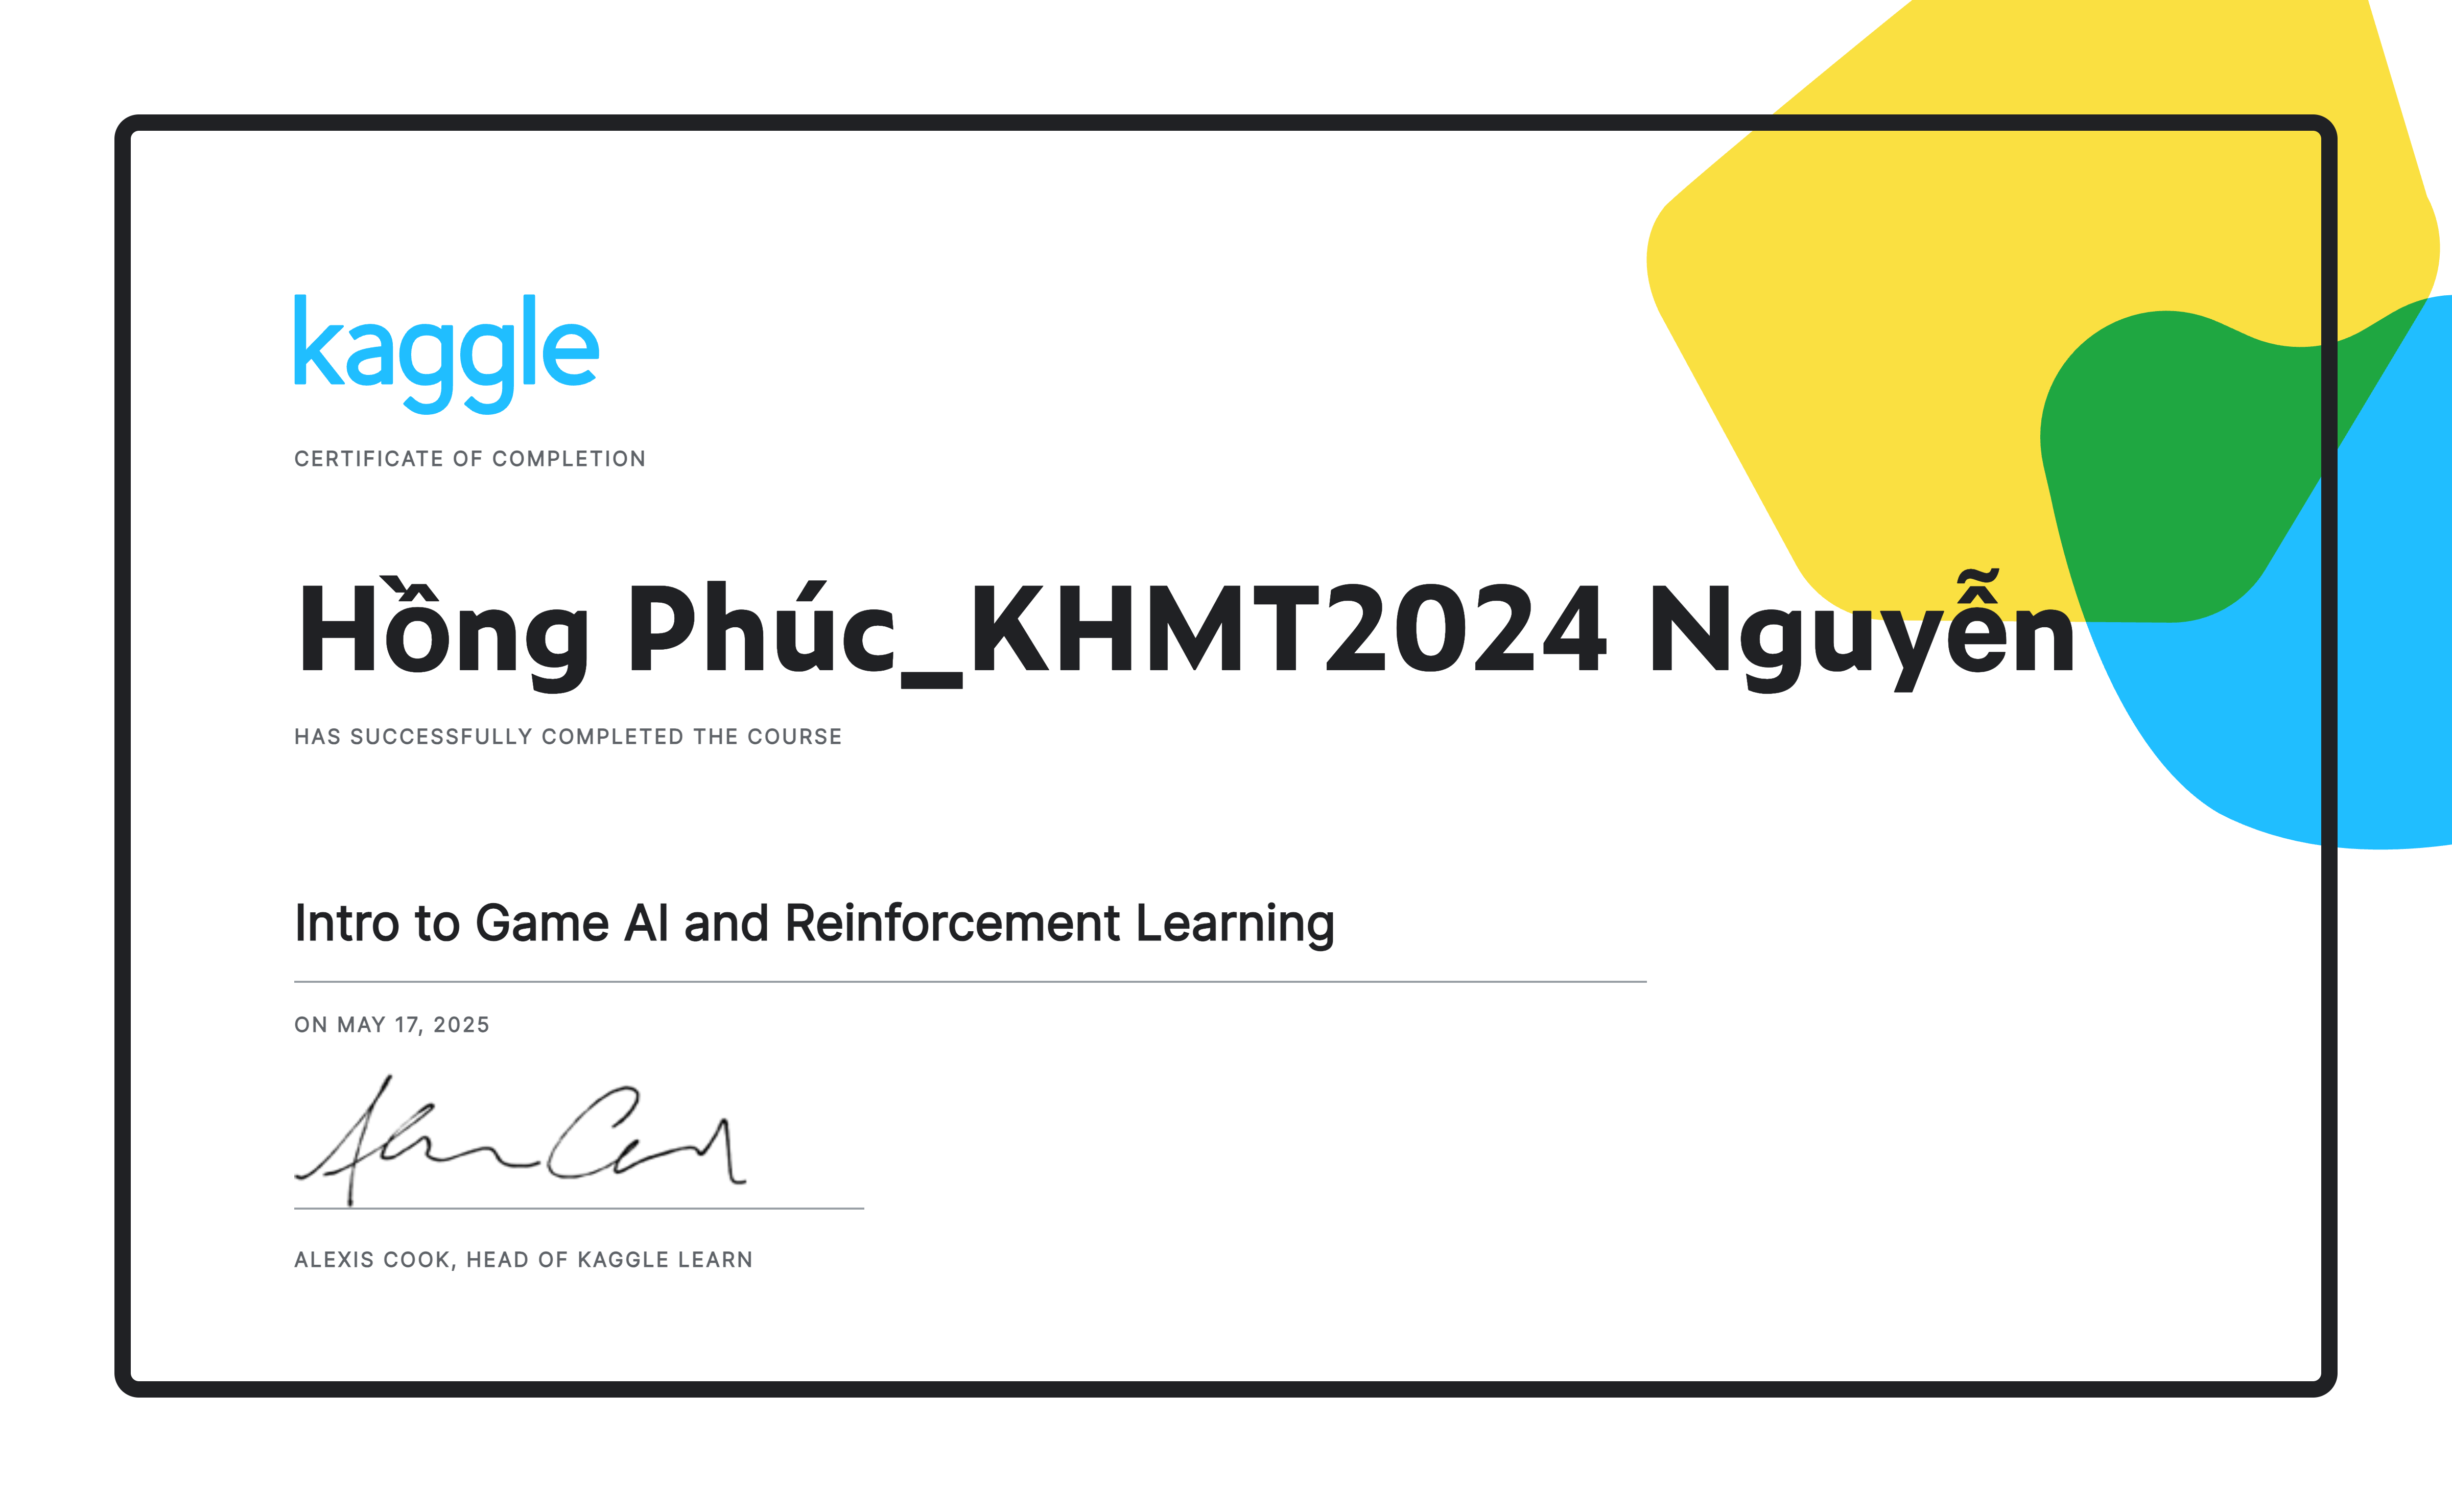 kaggle
CERTIFICATE OF COMPLETION
Hồng Phúc_KHMT2024 Nguyễn
HAS SUCCESSFULLY COMPLETED THE COURSE
Intro to Game AI and Reinforcement Learning
ON MAY 17, 2025
ALEXIS COOK, HEAD OF KAGGLE LEARN